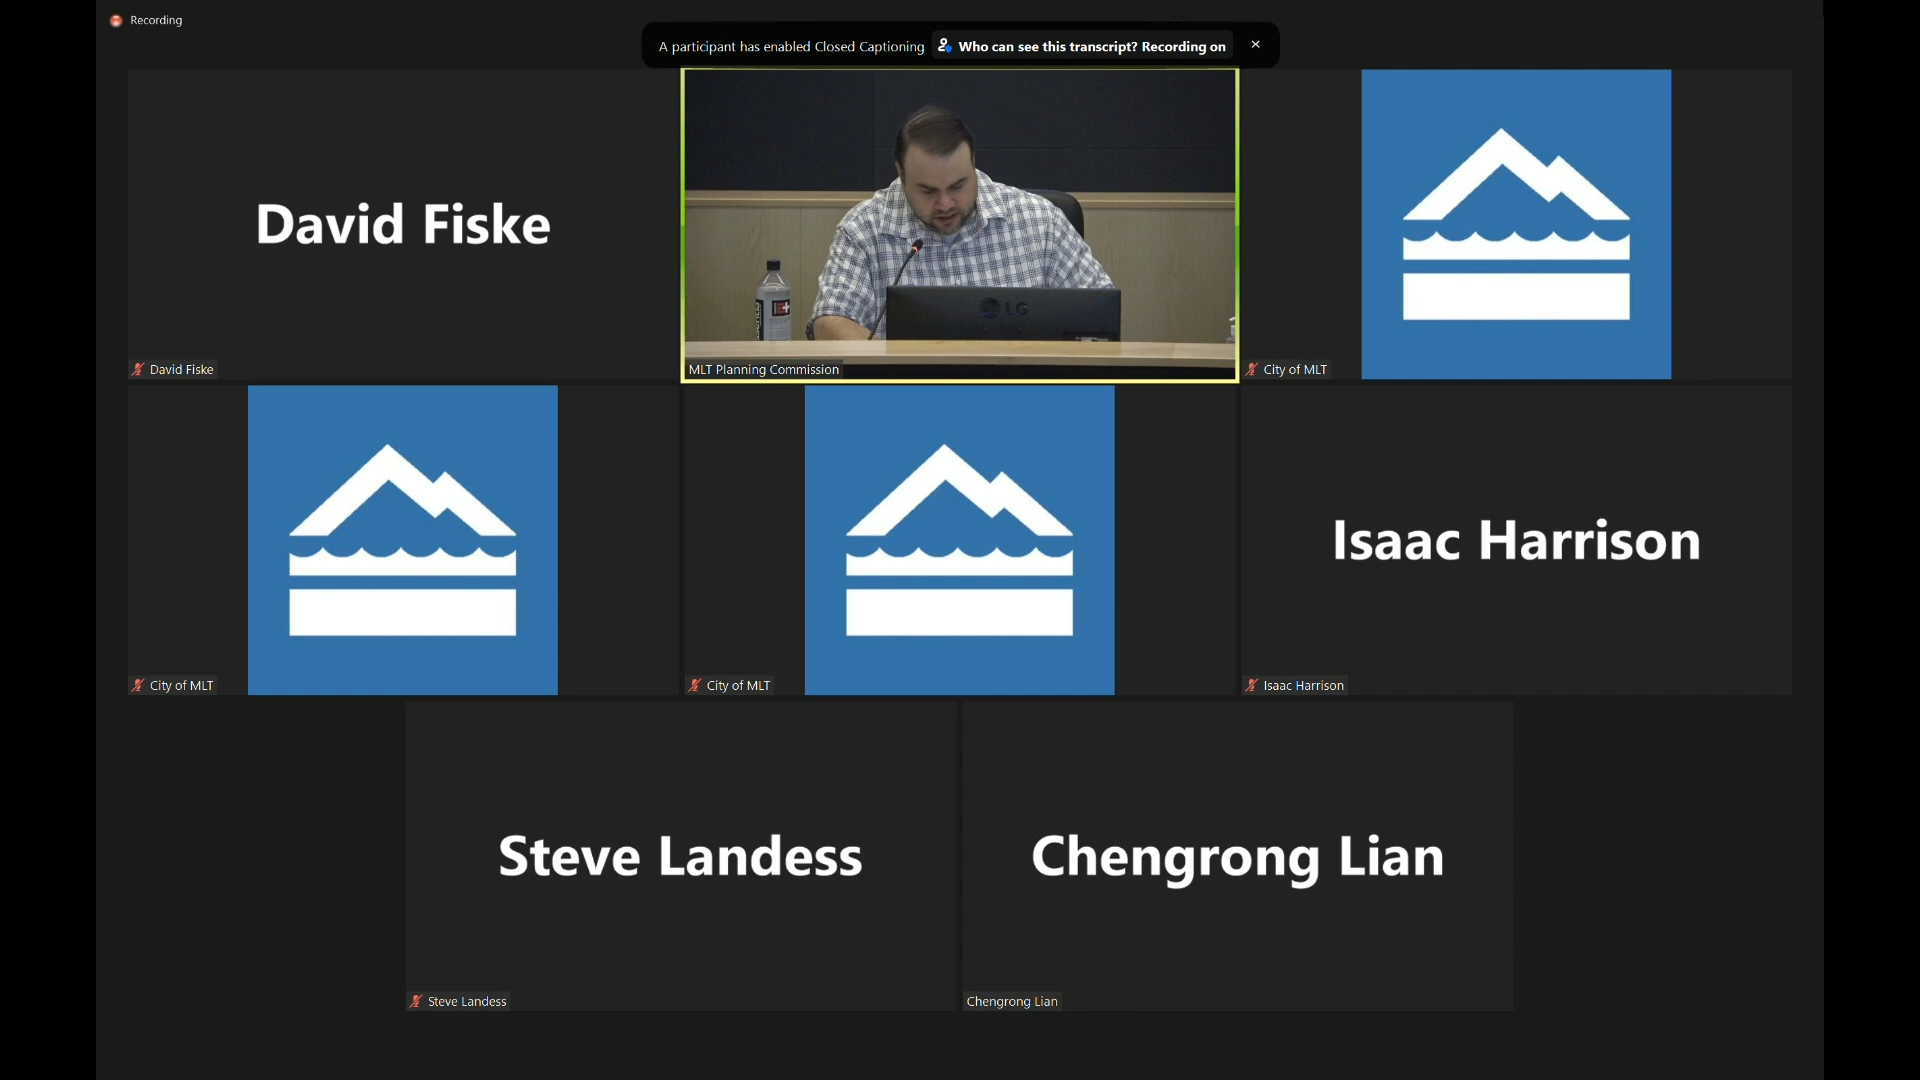 Recording
A participant has enabled Closed Captioning Who can see this transcript? Recording on
David Fiske
David Fiske
LG
MLT Planning Commission
City of MLT
City of MLT
City of MLT
Isaac Harrison
Isaac Harrison
Steve Landess
Steve Landess
Chengrong Lian
Chengrong Lian